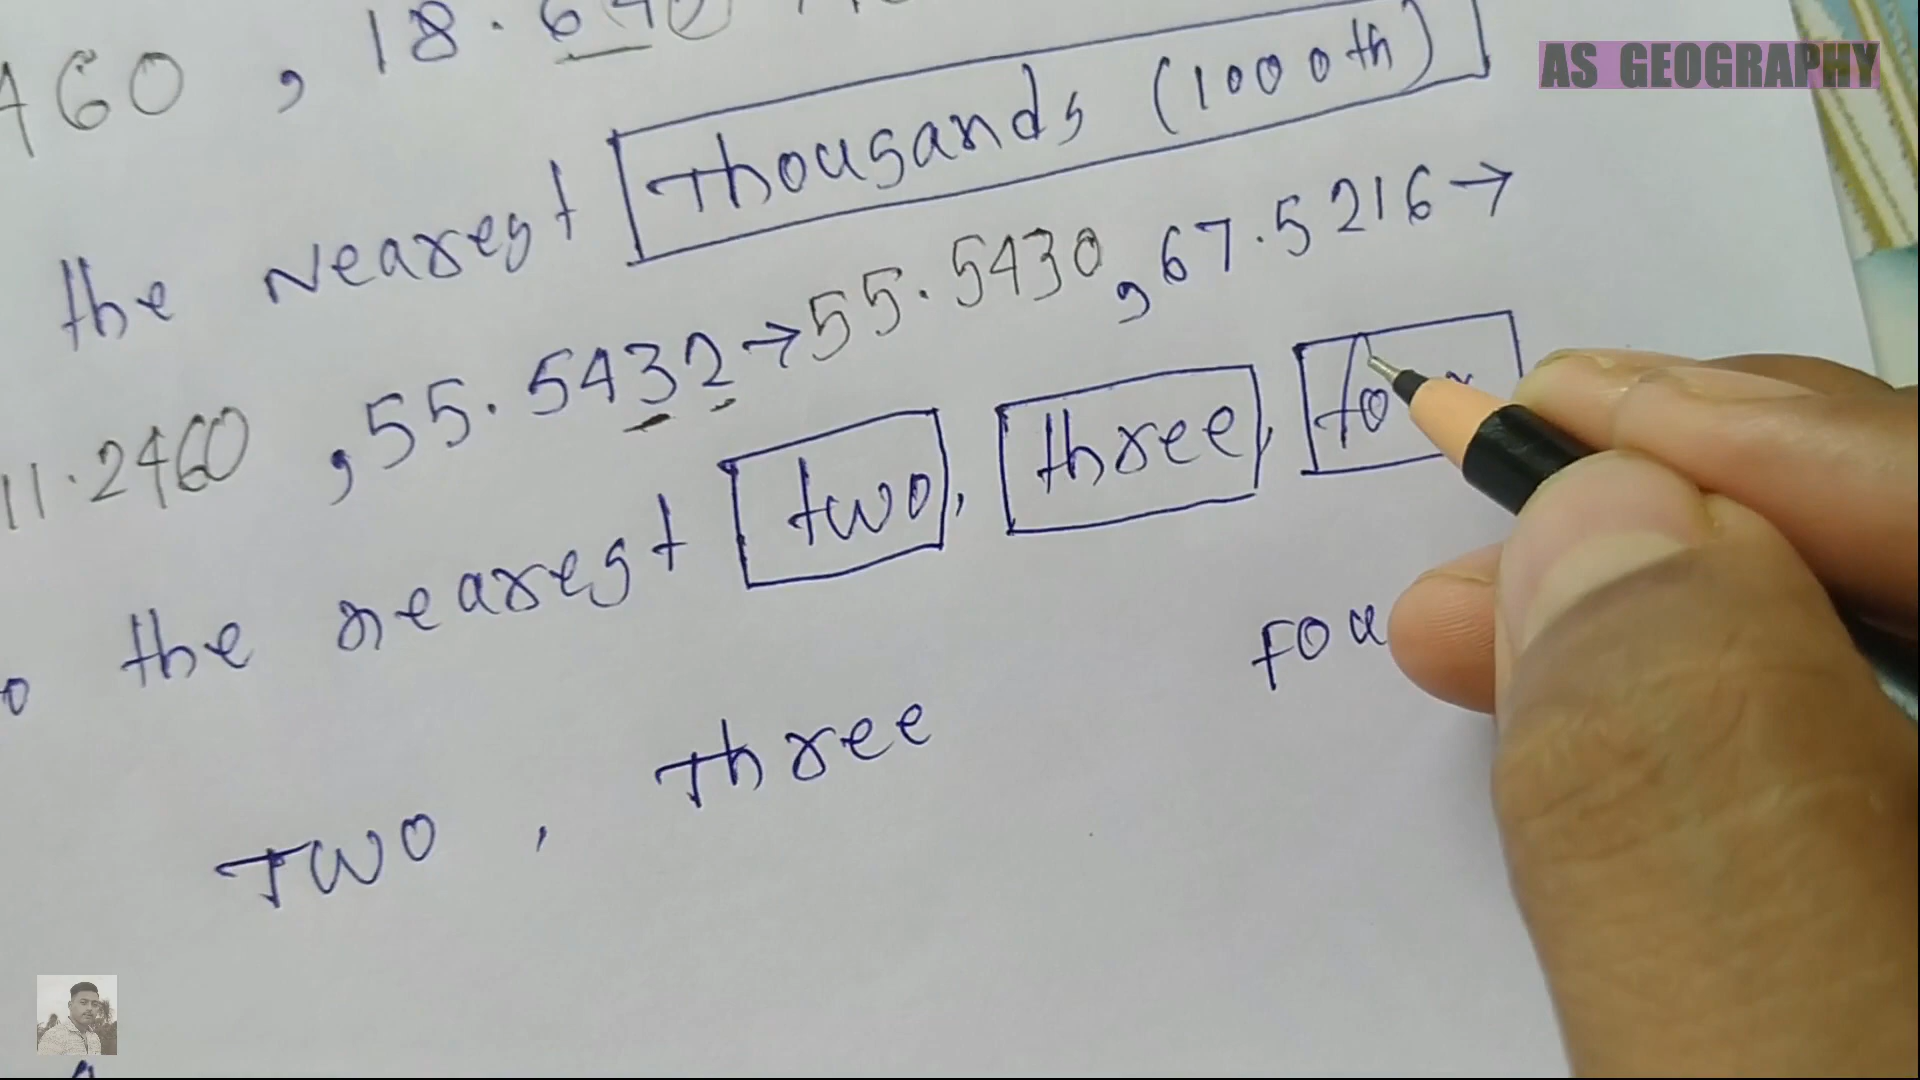 460 , 18.640
AS GEOGRAPHY
the Nearest Thousands (1000th)
11.2460 , 55.5432→55.5430 , 67.5216→
the nearest two, three,
Two , Three